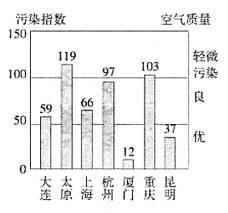 污染指数 空气质量
150
100
50
0
59
119
66
97
12
103
37
轻微
污染
良
优
大连
太原
上海
杭州
厦门
重庆
昆明